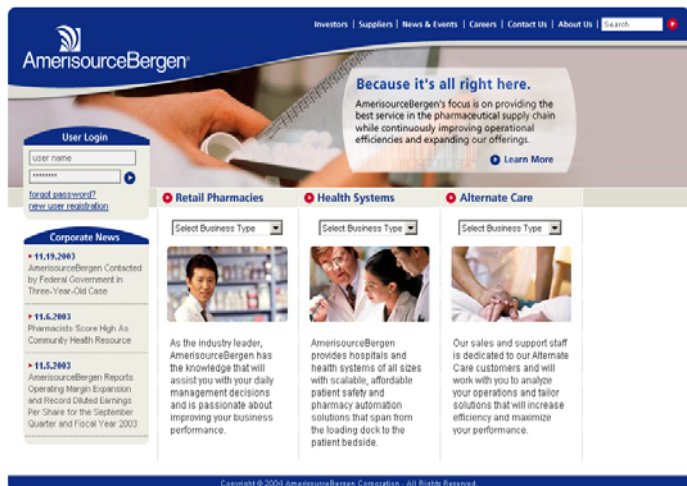 Investors | Suppliers | News & Events | Careers | Contact Us | About Us | Search
AmerisourceBergen
Because it's all right here.
AmerisourceBergen's focus is on providing the
best service in the pharmaceutical supply chain
while continuously improving operational
efficiencies and expanding our offerings.
Learn More
User Login
user name
********
forgot password?
new user registration
Corporate News
11.19.2003
AmerisourceBergen Contacted
by Federal Government in
Three-Year-Old Case
11.6.2003
Pharmacists Score High As
Community Health Resource
11.5.2003
AmerisourceBergen Reports
Operating Margin Expansion
and Record Diluted Earnings
Per Share for the September
Quarter and Fiscal Year 2003
Retail Pharmacies
Select Business Type
As the industry leader,
AmerisourceBergen has
the knowledge that will
assist you with your daily
management decisions
and is passionate about
improving your business
performance.
Health Systems
Select Business Type
AmerisourceBergen
provides hospitals and
health systems of all sizes
with scalable, affordable
patient safety and
pharmacy automation
solutions that span from
the loading dock to the
patient bedside.
Alternate Care
Select Business Type
Our sales and support staff
is dedicated to our Alternate
Care customers and will
work with you to analyze
your operations and tailor
solutions that will increase
efficiency and maximize
your performance.
Copyright © 2004 AmerisourceBergen Corporation - All Rights Reserved.